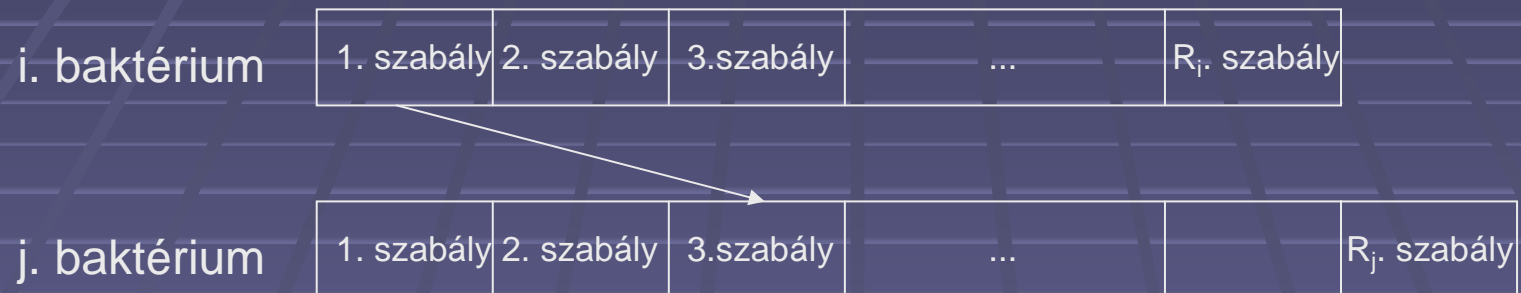 i. baktérium 1. szabály 2. szabály 3.szabály ... Rᵢ. szabály
j. baktérium 1. szabály 2. szabály 3.szabály ... Rⱼ. szabály